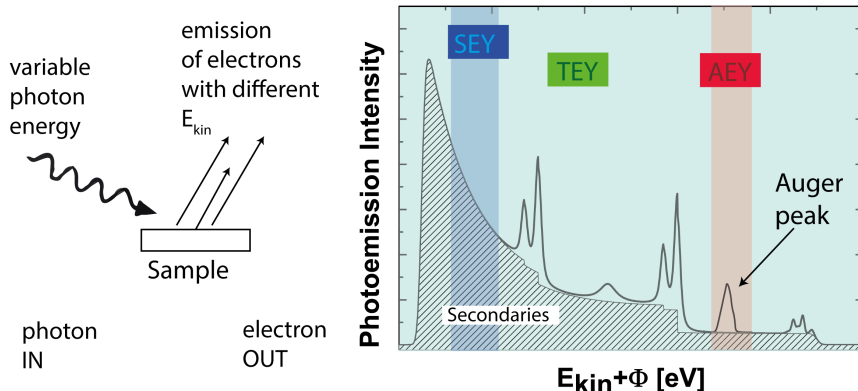 variable
photon
energy
emission
of electrons
with different
Ekin
Sample
photon
IN
electron
OUT
Photoemission Intensity
SEY
TEY
AEY
Auger
peak
Secondaries
Ekin+Φ [eV]